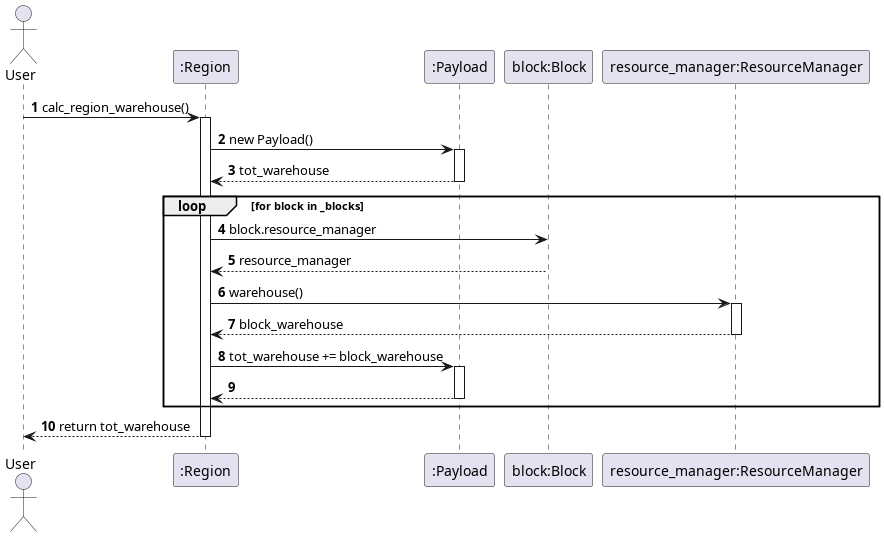 User
:Region
:Payload
block:Block
resource_manager:ResourceManager
1 calc_region_warehouse()
2 new Payload()
3 tot_warehouse
loop [for block in _blocks]
4 block.resource_manager
5 resource_manager
6 warehouse()
7 block_warehouse
8 tot_warehouse += block_warehouse
9
10 return tot_warehouse
User
:Region
:Payload
block:Block
resource_manager:ResourceManager